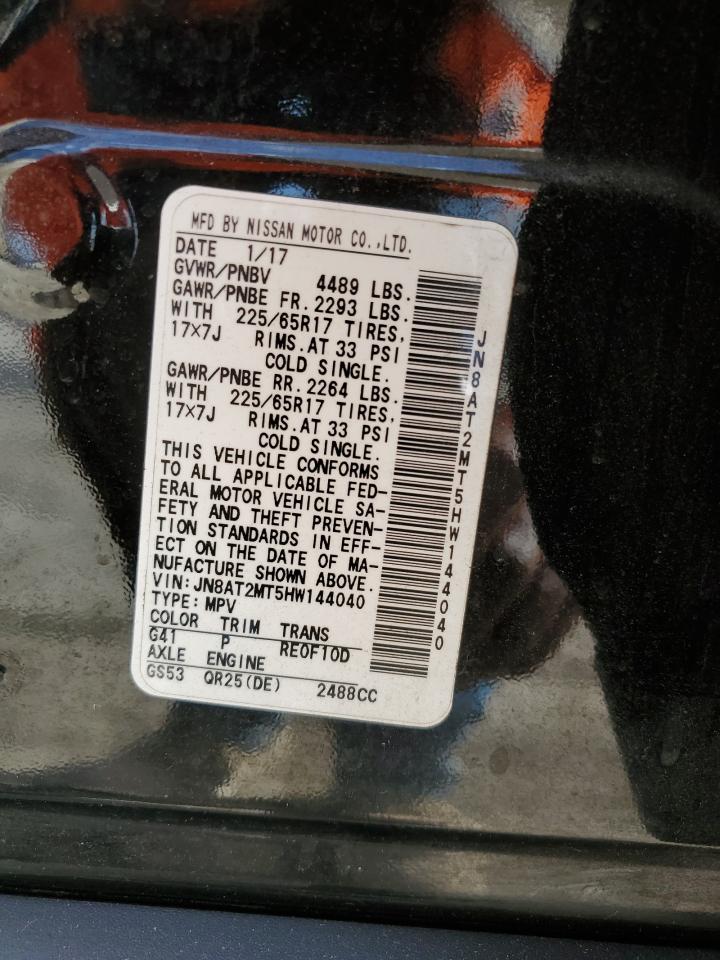 MFD BY NISSAN MOTOR CO.,LTD.
DATE 1/17
GVWR/PNBV 4489 LBS.
GAWR/PNBE FR. 2293 LBS.
WITH 225/65R17 TIRES,
17×7J RIMS.AT 33 PSI
COLD SINGLE.
GAWR/PNBE RR. 2264 LBS.
WITH 225/65R17 TIRES,
17×7J RIMS.AT 33 PSI
COLD SINGLE.
THIS VEHICLE CONFORMS
TO ALL APPLICABLE FED-
ERAL MOTOR VEHICLE SA-
FETY AND THEFT PREVEN-
TION STANDARDS IN EFF-
ECT ON THE DATE OF MA-
NUFACTURE SHOWN ABOVE.
VIN:JN8AT2MT5HW144040
TYPE:MPV
COLOR TRIM TRANS
G41 P RE0F10D
AXLE ENGINE
GS53 QR25(DE) 2488CC
JN8AT2MT5HW144040